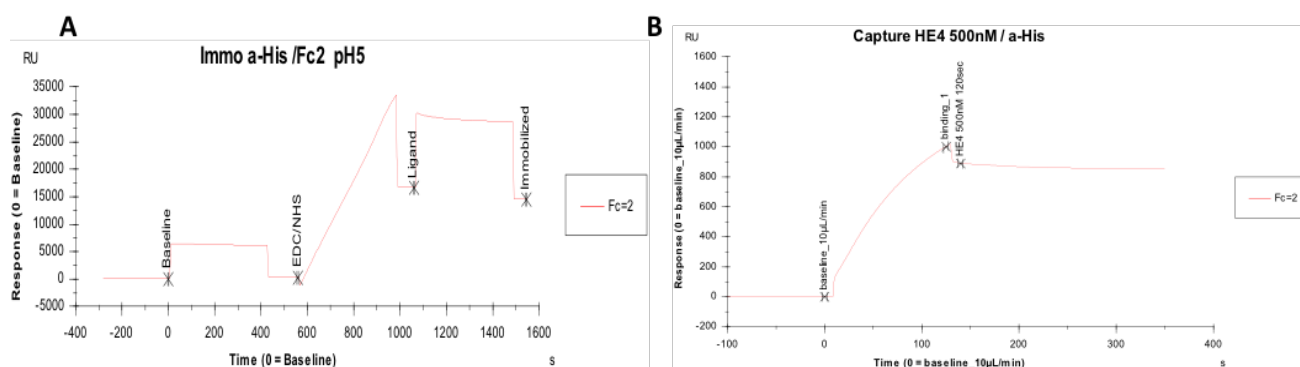 A
Immo a-His /Fc2 pH5
RU
Response (0 = Baseline)
35000
30000
25000
20000
15000
10000
5000
0
-5000
-400
-200
0
200
400
600
800
1000
1200
1400
1600
Time (0 = Baseline)
s
Baseline
EDC/NHS
Ligand
Immobilized
Fc=2
B
Capture HE4 500nM / a-His
RU
Response (0 = baseline_10µL/min)
1600
1400
1200
1000
800
600
400
200
0
-200
-100
0
100
200
300
400
Time (0 = baseline_10µL/min)
s
baseline_10µL/min
binding_1
HE4 500nM 120sec
Fc=2